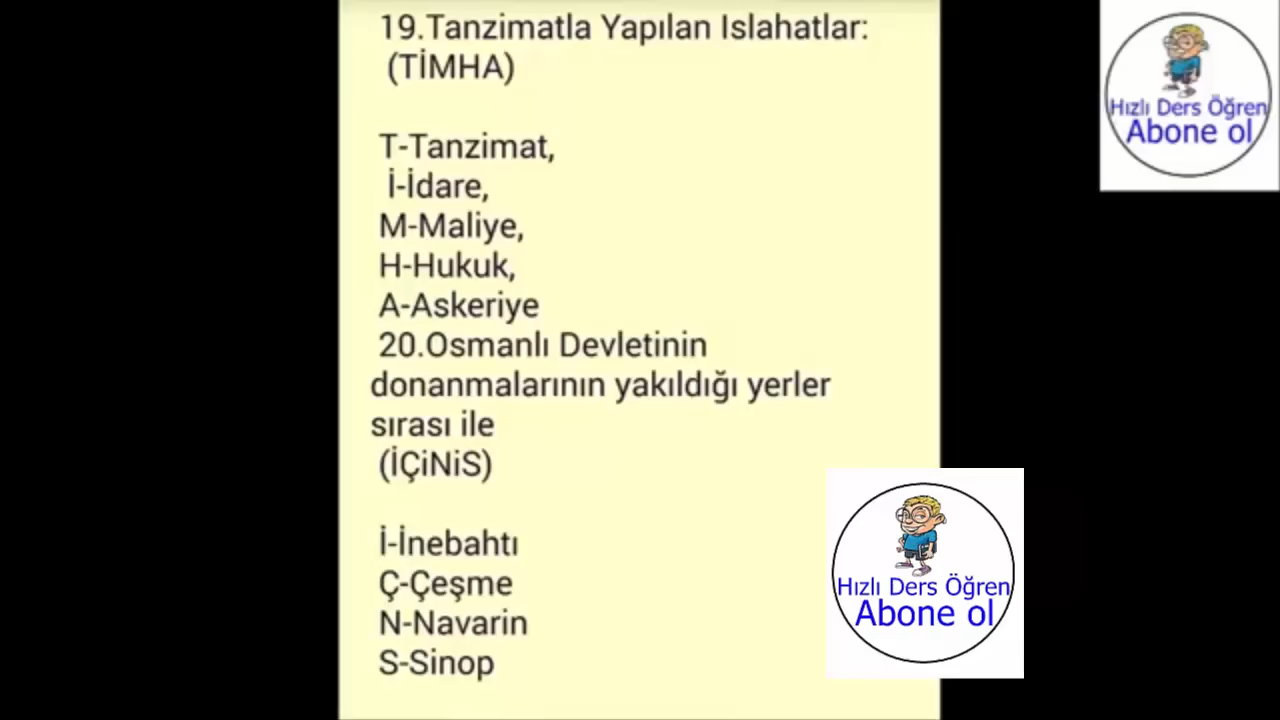 19.Tanzimatla Yapılan Islahatlar:
(TİMHA)
T-Tanzimat,
İ-İdare,
M-Maliye,
H-Hukuk,
A-Askeriye
20.Osmanlı Devletinin
donanmalarının yakıldığı yerler
sırası ile
(İÇiNiS)
İ-İnebahtı
Ç-Çeşme
N-Navarin
S-Sinop
Hızlı Ders Öğren
Abone ol
Hızlı Ders Öğren
Abone ol